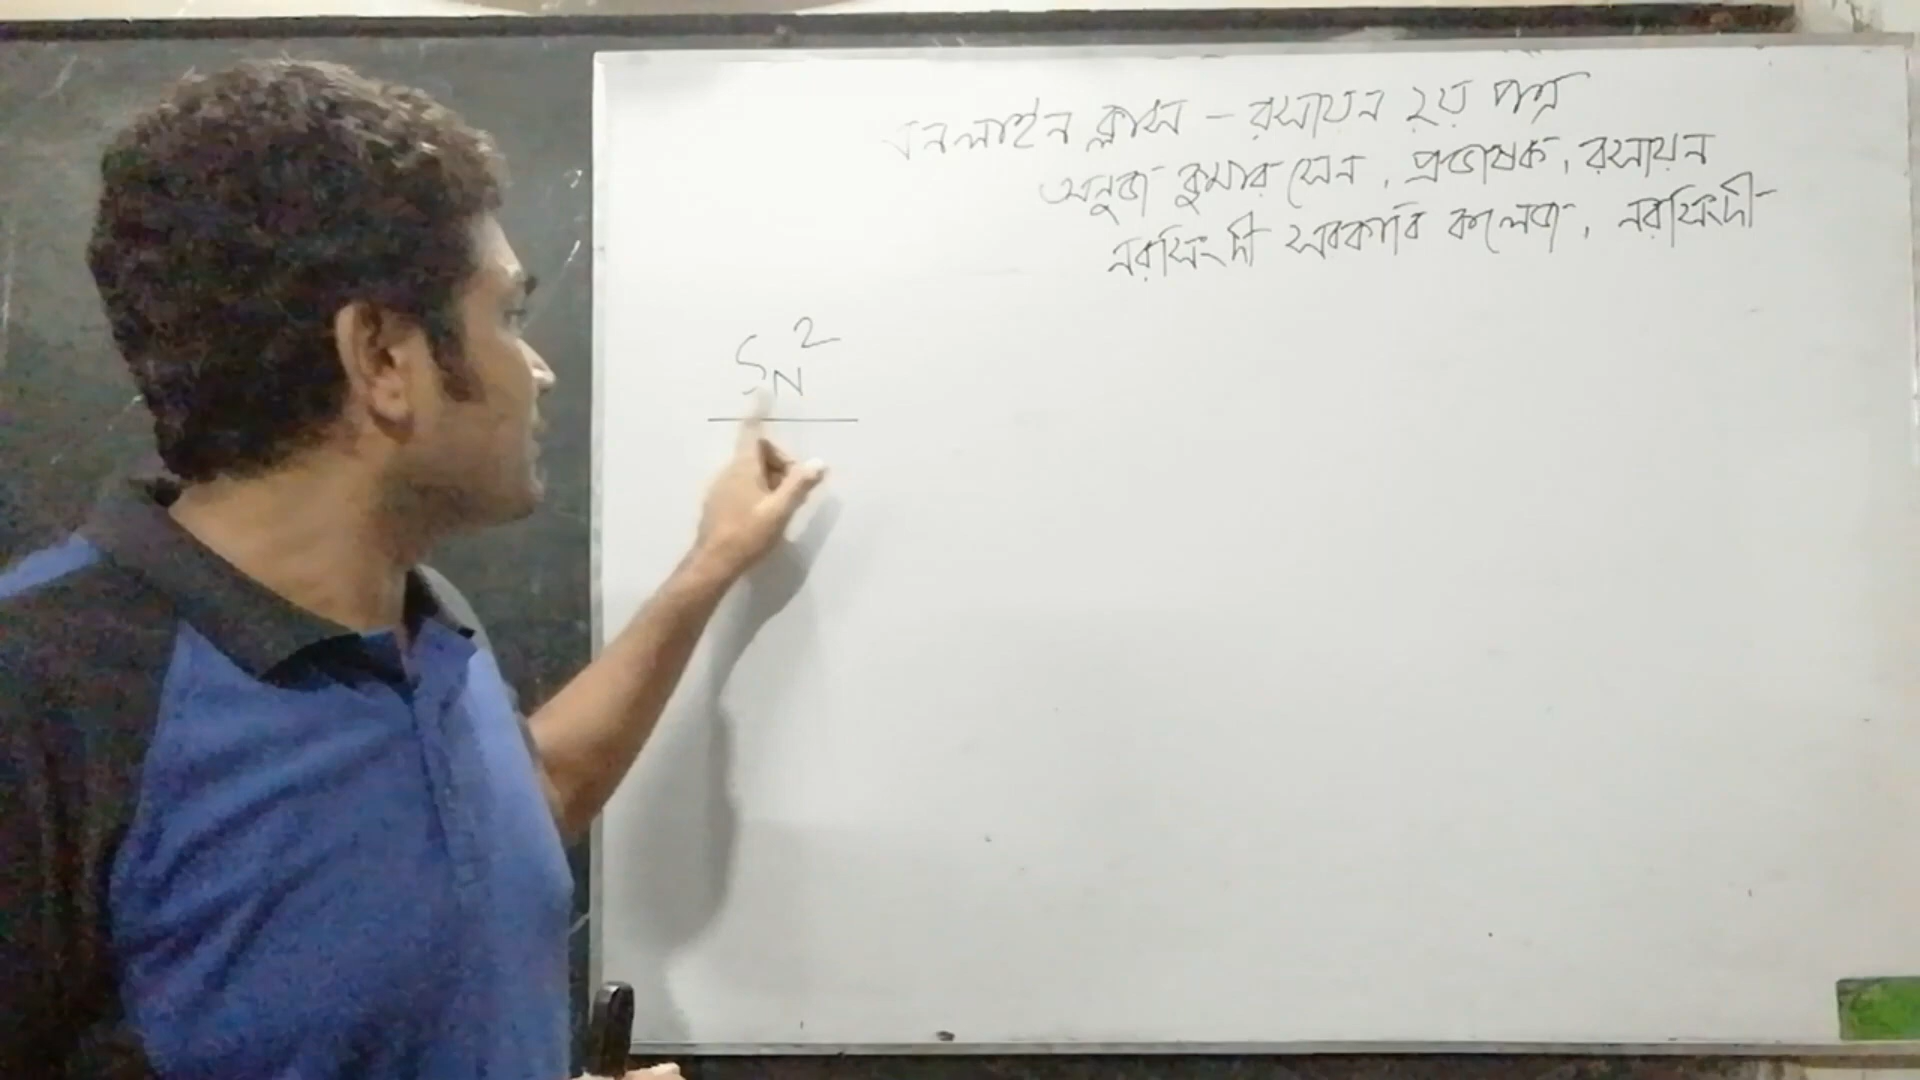 অনলাইন ক্লাস - রসায়ন ২য় পত্র
অনুজ কুমার সেন, প্রভাষক, রসায়ন
নরসিংদী সরকারি কলেজ, নরসিংদী
SN2